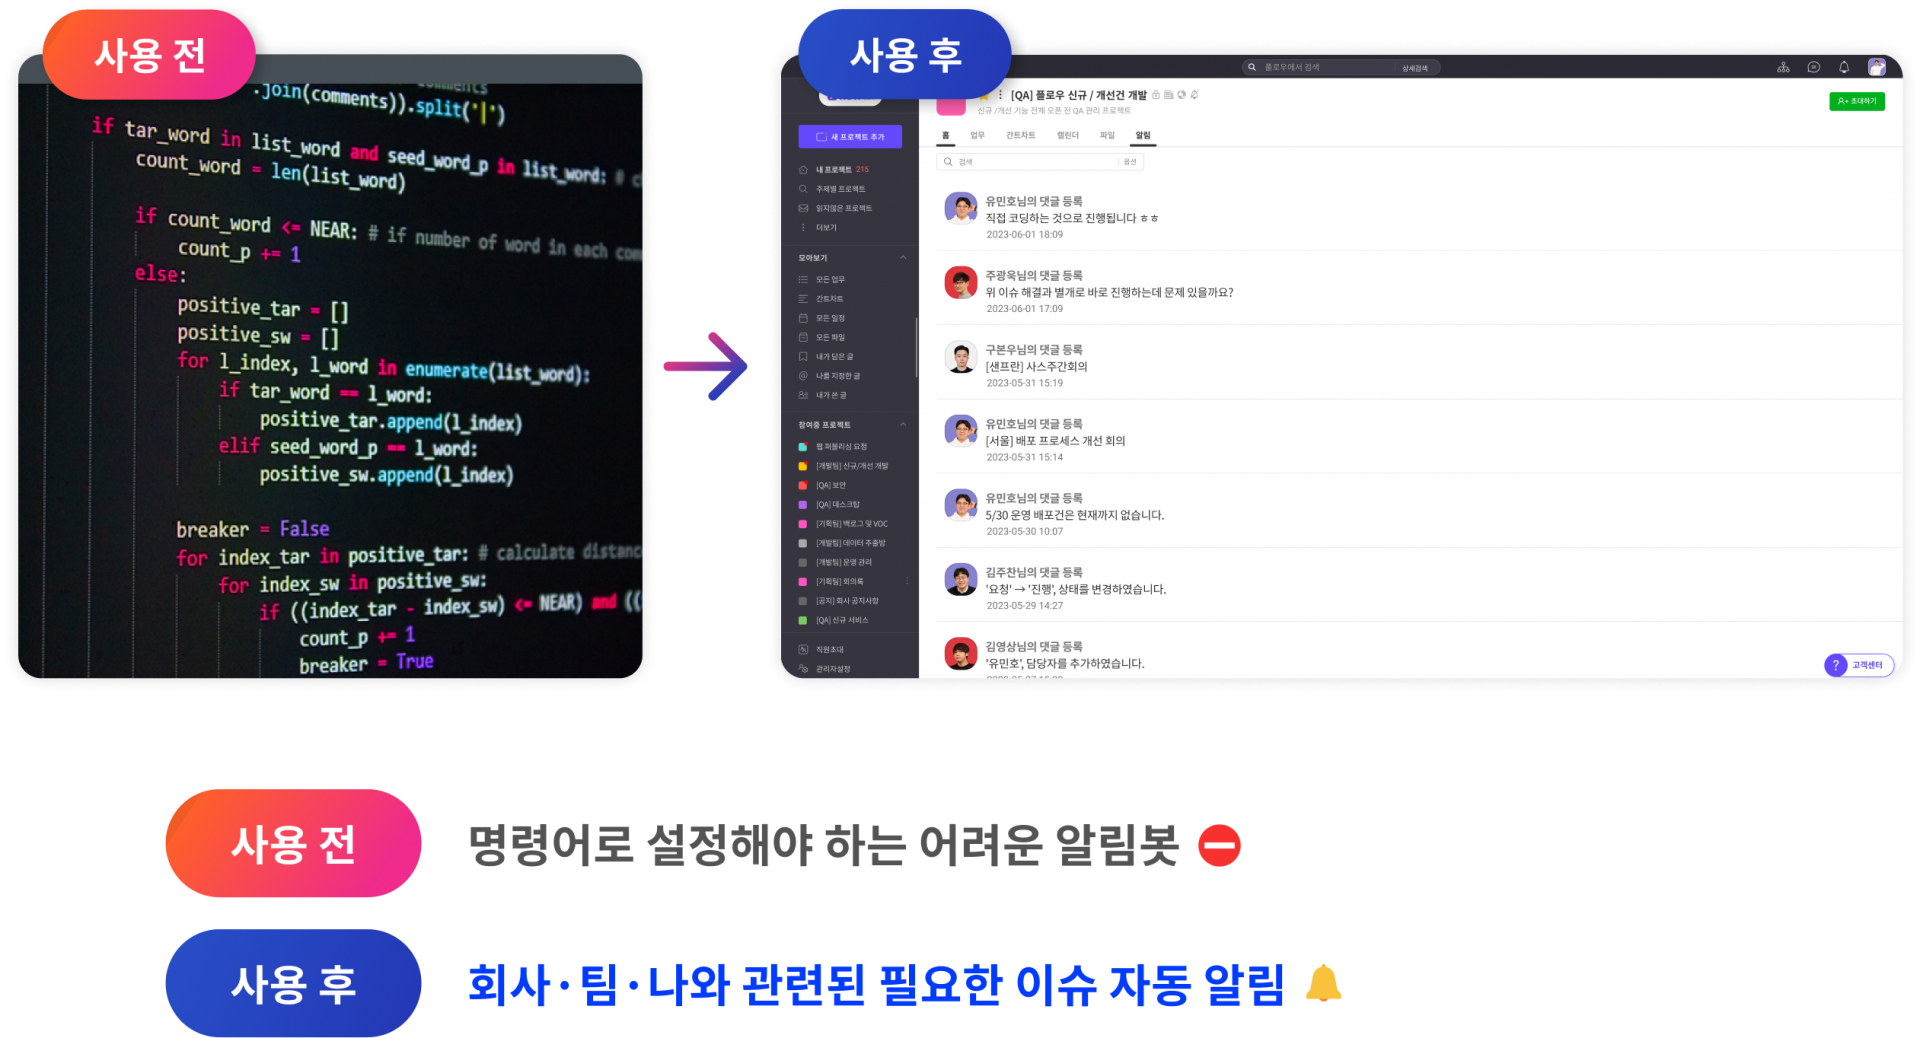 사용 전
comments
.join(comments)).split('|')
if tar_word in list_word and seed_word_p in list_word: # c
count_word = len(list_word)
if count_word <= NEAR: # if number of word in each com
count_p += 1
else:
positive_tar = []
positive_sw = []
for l_index, l_word in enumerate(list_word):
if tar_word == l_word:
positive_tar.append(l_index)
elif seed_word_p == l_word:
positive_sw.append(l_index)
breaker = False
for index_tar in positive_tar: # calculate distanc
for index_sw in positive_sw:
if ((index_tar - index_sw) <= NEAR) and ((
count_p += 1
breaker = True
사용 후
플로우에서 검색
상세검색
새 프로젝트 추가
내 프로젝트 215
주제별 프로젝트
읽지않은 프로젝트
더보기
모아보기
모든 업무
간트차트
모든 일정
모든 파일
내가 담은 글
나를 지정한 글
내가 쓴 글
참여중 프로젝트
웹 퍼블리싱 요청
[개발팀] 신규/개선 개발
[QA] 보안
[QA] 데스크탑
[기획팀] 백로그 및 VOC
[개발팀] 데이터 추출방
[개발팀] 운영 관리
[기획팀] 회의록
[공지] 회사 공지사항
[QA] 신규 서비스
직원초대
관리자설정
[QA] 플로우 신규 / 개선건 개발
신규 /개선 기능 전체 오픈 전 QA 관리 프로젝트
초대하기
홈 업무 간트차트 캘린더 파일 알림
검색 옵션
유민호님의 댓글 등록
직접 코딩하는 것으로 진행됩니다 ㅎㅎ
2023-06-01 18:09
주광욱님의 댓글 등록
위 이슈 해결과 별개로 바로 진행하는데 문제 있을까요?
2023-06-01 17:09
구본우님의 댓글 등록
[샌프란] 사스주간회의
2023-05-31 15:19
유민호님의 댓글 등록
[서울] 배포 프로세스 개선 회의
2023-05-31 15:14
유민호님의 댓글 등록
5/30 운영 배포건은 현재까지 없습니다.
2023-05-30 10:07
김주찬님의 댓글 등록
'요청' → '진행', 상태를 변경하였습니다.
2023-05-29 14:27
김영상님의 댓글 등록
'유민호', 담당자를 추가하였습니다.
? 고객센터
사용 전 명령어로 설정해야 하는 어려운 알림봇
사용 후 회사·팀·나와 관련된 필요한 이슈 자동 알림